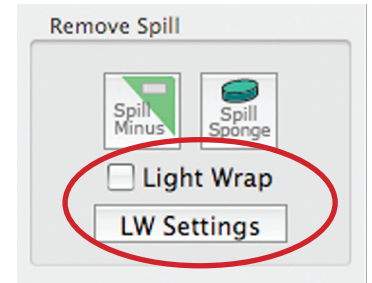 Remove Spill
Spill Minus
Spill Sponge
Light Wrap
LW Settings